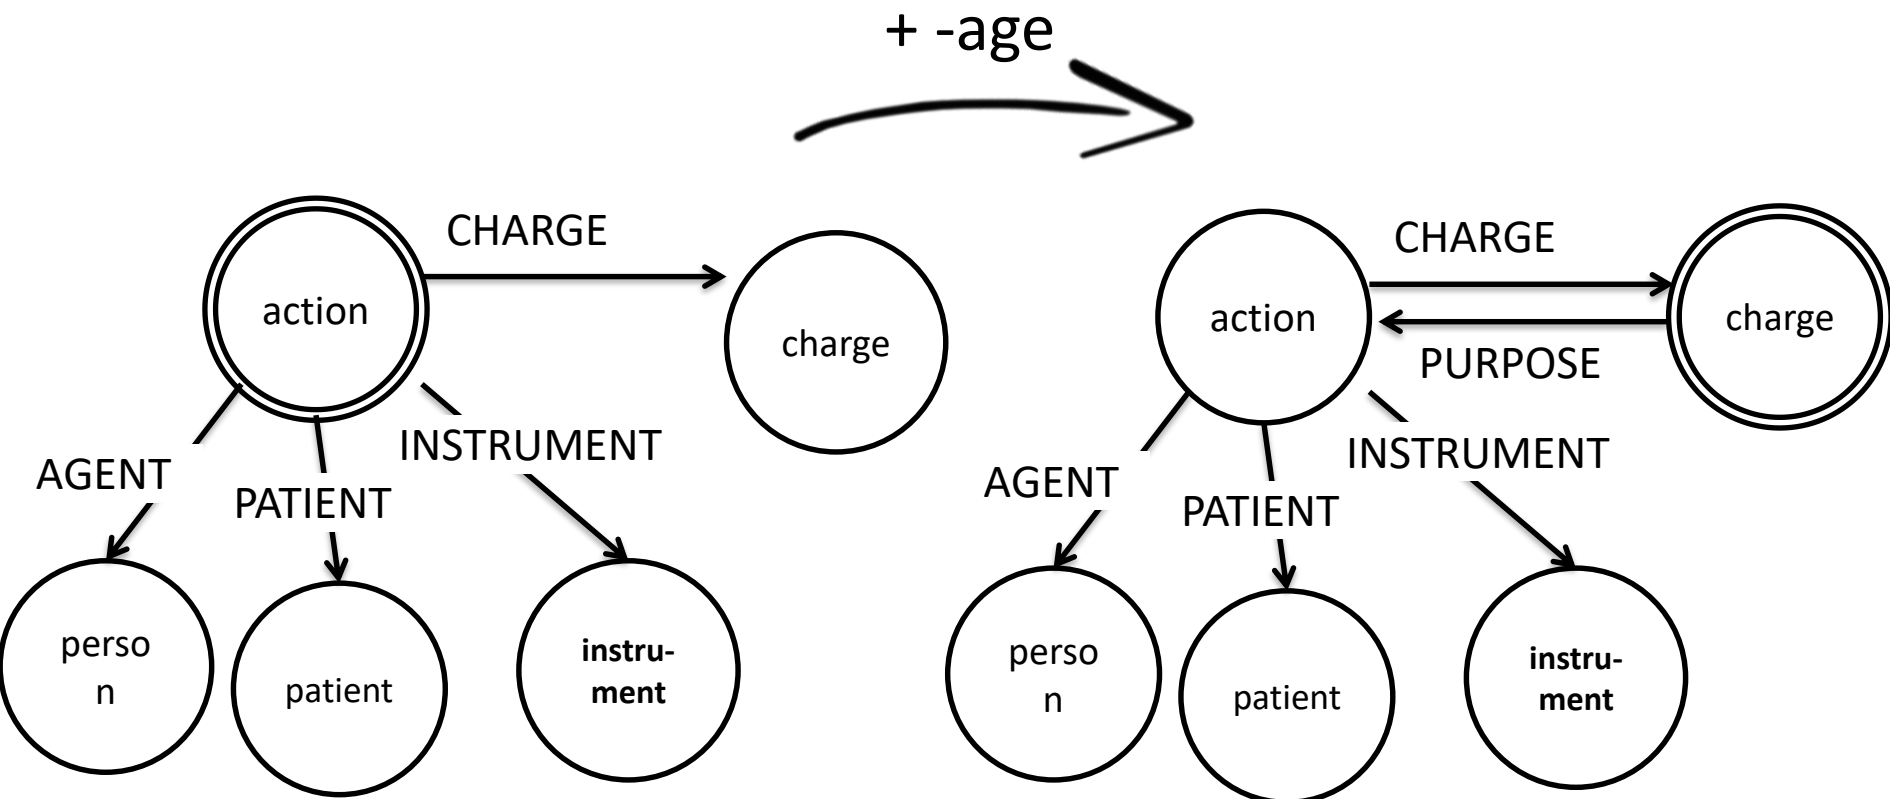 + -age
CHARGE
action
charge
AGENT
PATIENT
INSTRUMENT
perso
n
patient
instru-
ment
CHARGE
action
charge
PURPOSE
AGENT
PATIENT
INSTRUMENT
perso
n
patient
instru-
ment